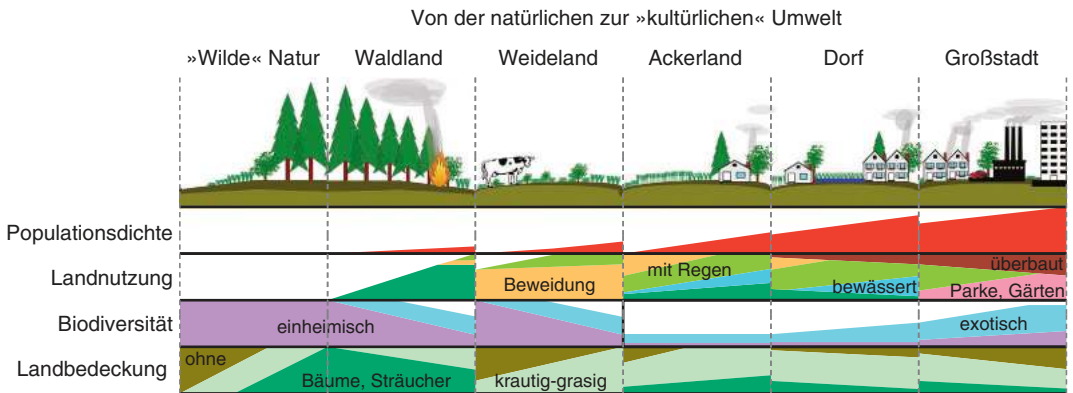 Von der natürlichen zur »kultürlichen« Umwelt
»Wilde« Natur Waldland Weideland Ackerland Dorf Großstadt
Populationsdichte
Landnutzung
Beweidung
mit Regen
bewässert
überbaut
Parke, Gärten
Biodiversität
einheimisch
exotisch
Landbedeckung
ohne
Bäume, Sträucher
krautig-grasig